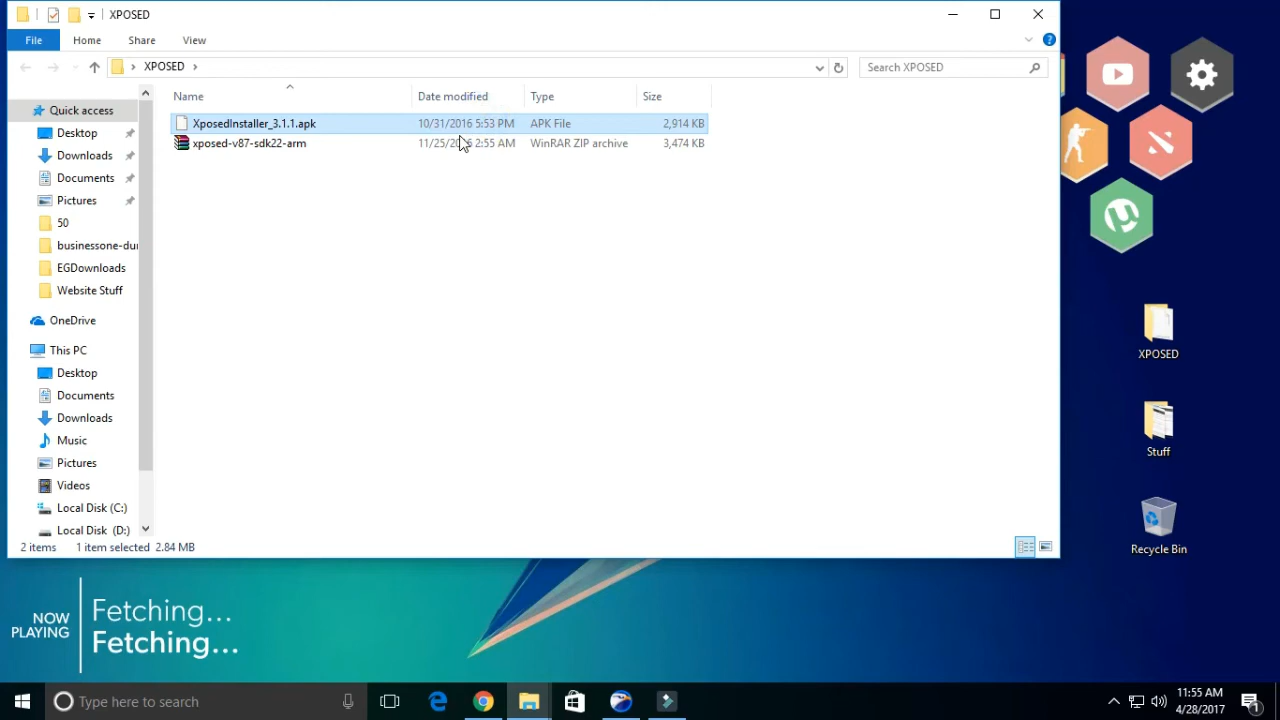 XPOSED
File Home Share View
XPOSED
Search XPOSED
Name Date modified Type Size
Quick access
XposedInstaller_3.1.1.apk 10/31/2016 5:53 PM APK File 2,914 KB
Desktop
xposed-v87-sdk22-arm 2:55 AM WinRAR ZIP archive 3,474 KB
Downloads
Documents
Pictures
50
businessone-du
EGDownloads
Website Stuff
OneDrive
This PC
Desktop
Documents
Downloads
Music
Pictures
Videos
Local Disk (C:)
Local Disk (D:)
2 items 1 item selected 2.84 MB
XPOSED
Stuff
Recycle Bin
NOW PLAYING
Fetching...
Fetching...
Type here to search
11:55 AM
4/28/2017
1